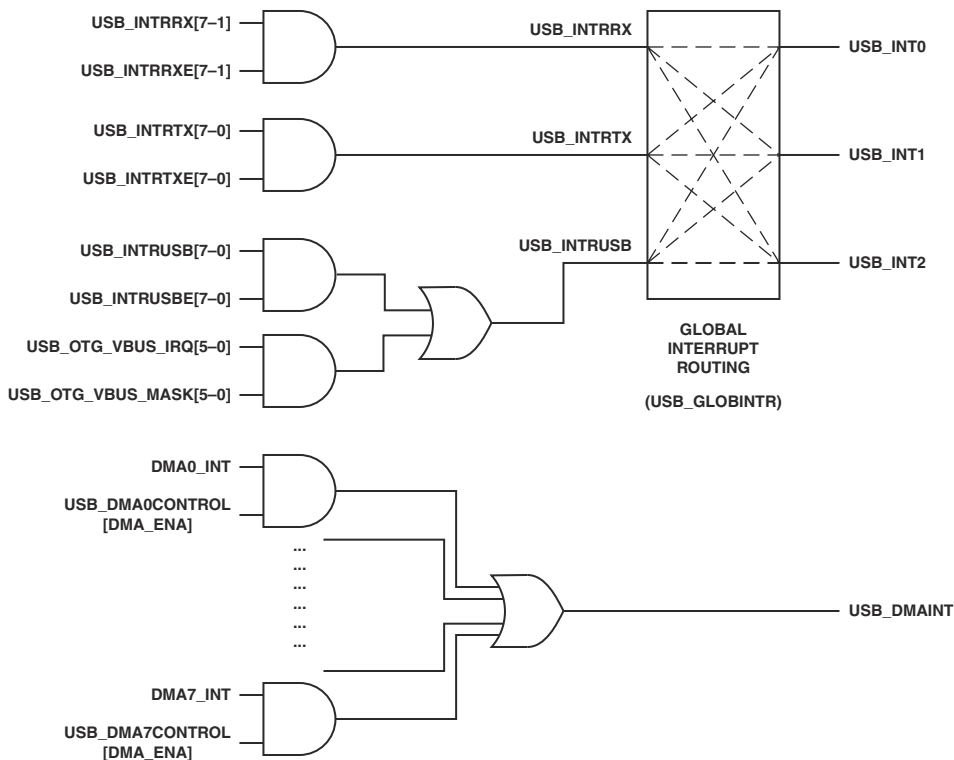 USB_INTRRX[7–1]
USB_INTRRXE[7–1]
USB_INTRRX
USB_INT0
USB_INTRTX[7–0]
USB_INTRTXE[7–0]
USB_INTRTX
USB_INT1
USB_INTRUSB[7–0]
USB_INTRUSBE[7–0]
USB_INTRUSB
USB_INT2
USB_OTG_VBUS_IRQ[5–0]
USB_OTG_VBUS_MASK[5–0]
GLOBAL
INTERRUPT
ROUTING
(USB_GLOBINTR)
DMA0_INT
USB_DMA0CONTROL
[DMA_ENA]
...
...
...
...
...
...
USB_DMAINT
DMA7_INT
USB_DMA7CONTROL
[DMA_ENA]